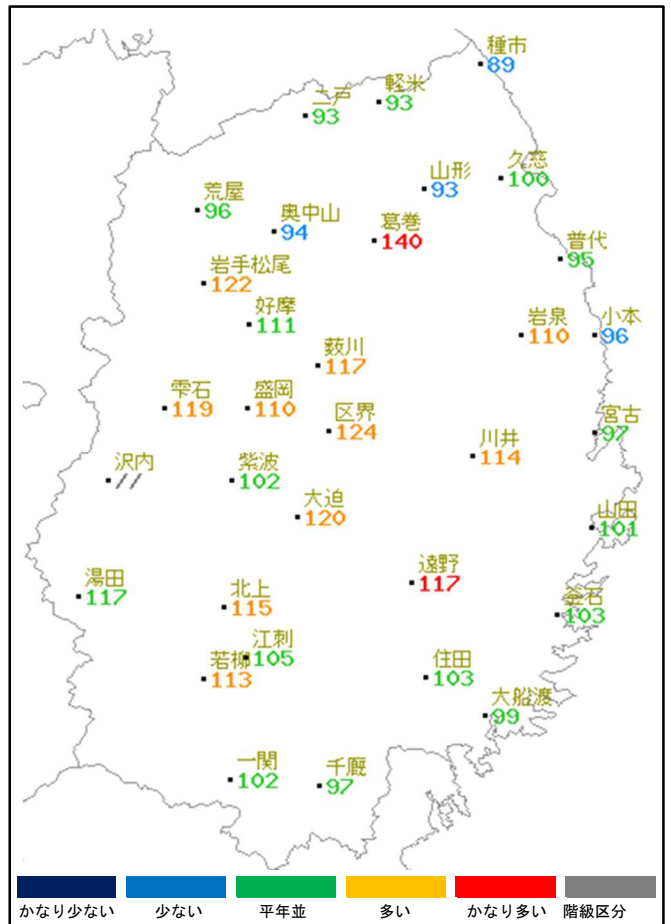 種市
89
軽米
93
二戸
93
久慈
100
山形
93
荒屋
96
奥中山
94
葛巻
140
普代
95
岩手松尾
122
好摩
111
岩泉
110
小本
96
薮川
117
雫石
119
盛岡
110
区界
124
宮古
97
川井
114
沢内
//
紫波
102
大迫
120
山田
101
遠野
117
湯田
117
北上
115
釜石
103
江刺
105
若柳
113
住田
103
大船渡
99
一関
102
千厩
97
かなり少ない 少ない 平年並 多い かなり多い 階級区分